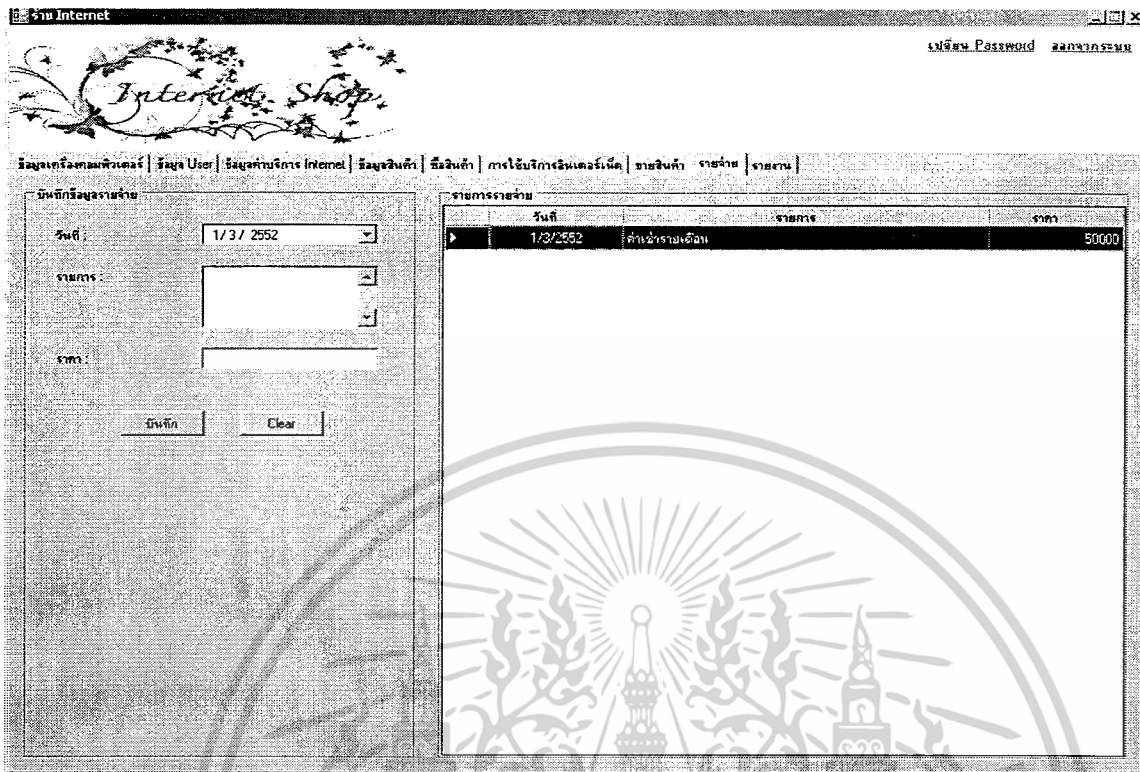 ร้าน Internet
เปลี่ยน Password ออกจากระบบ
Internet Shop
ข้อมูลเครื่องคอมพิวเตอร์ ข้อมูล User ข้อมูลค่าบริการ Internet ข้อมูลสินค้า ซื้อสินค้า การใช้บริการอินเตอร์เน็ต ขายสินค้า รายจ่าย รายงาน
บันทึกข้อมูลรายจ่าย
วันที่ : 1/ 3 / 2552
รายการ :
ราคา :
บันทึก Clear
รายการรายจ่าย
วันที่ รายการ ราคา
1/3/2552 ค่าเช่ารายเดือน 50000